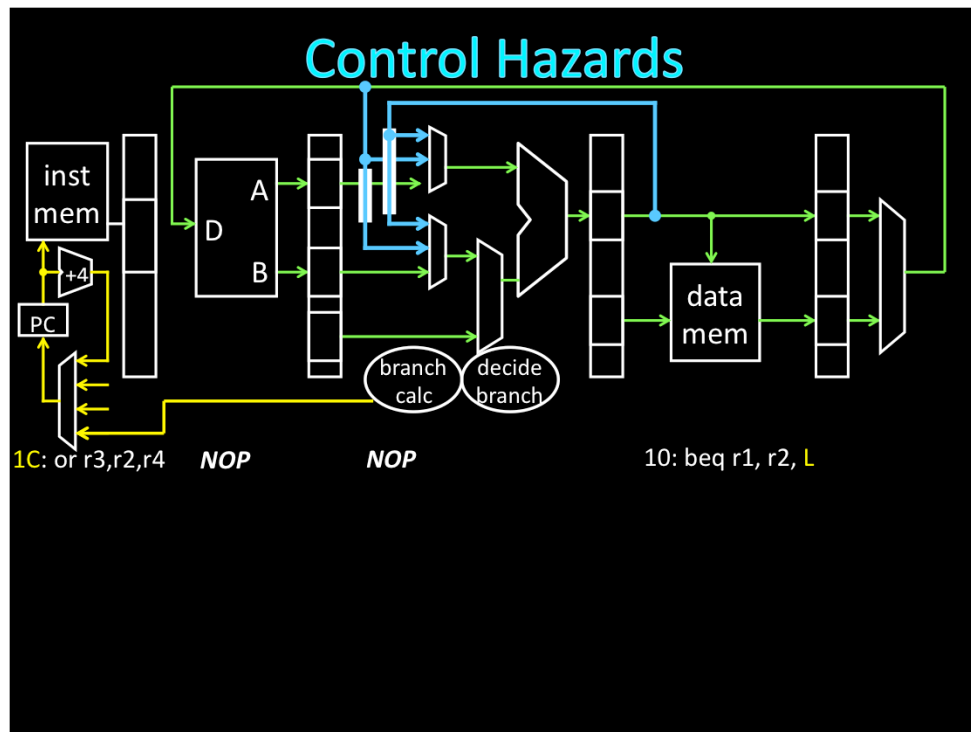 Control Hazards
inst
mem
A
D
B
+4
PC
data
mem
branch
calc
decide
branch
1C: or r3,r2,r4
NOP
NOP
10: beq r1, r2, L